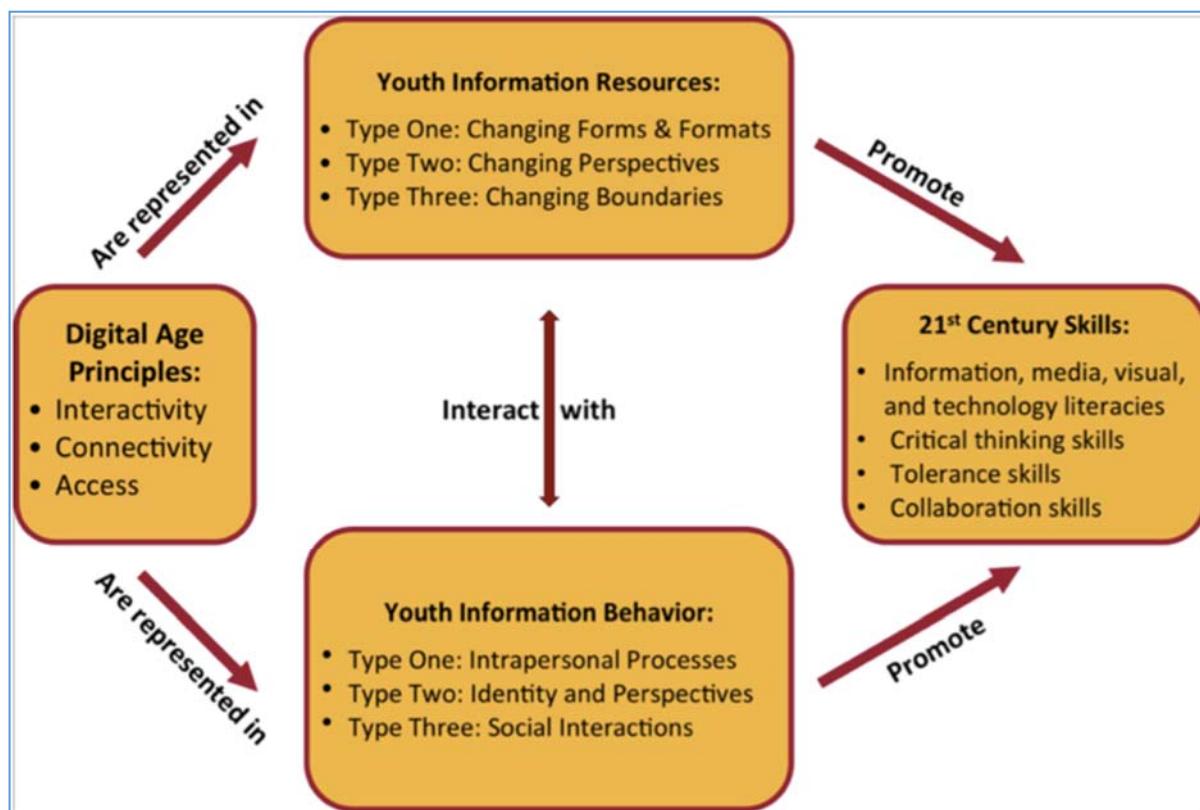 Youth Information Resources:
• Type One: Changing Forms & Formats
• Type Two: Changing Perspectives
• Type Three: Changing Boundaries
Are represented in
Promote
Digital Age
Principles:
• Interactivity
• Connectivity
• Access
Interact with
21st Century Skills:
• Information, media, visual,
and technology literacies
• Critical thinking skills
• Tolerance skills
• Collaboration skills
Are represented in
Promote
Youth Information Behavior:
• Type One: Intrapersonal Processes
• Type Two: Identity and Perspectives
• Type Three: Social Interactions